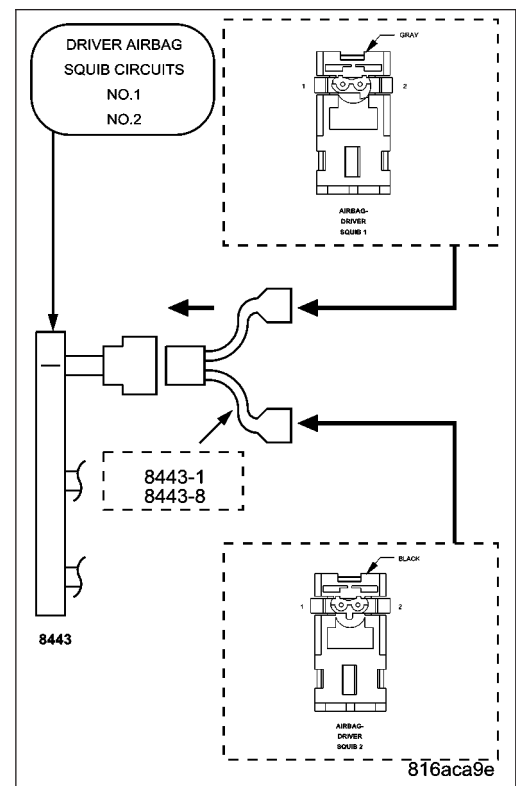 DRIVER AIRBAG
SQUIB CIRCUITS
NO.1
NO.2
GRAY
1
2
AIRBAG-
DRIVER
SQUIB 1
8443-1
8443-8
8443
BLACK
1
2
AIRBAG-
DRIVER
SQUIB 2
816aca9e